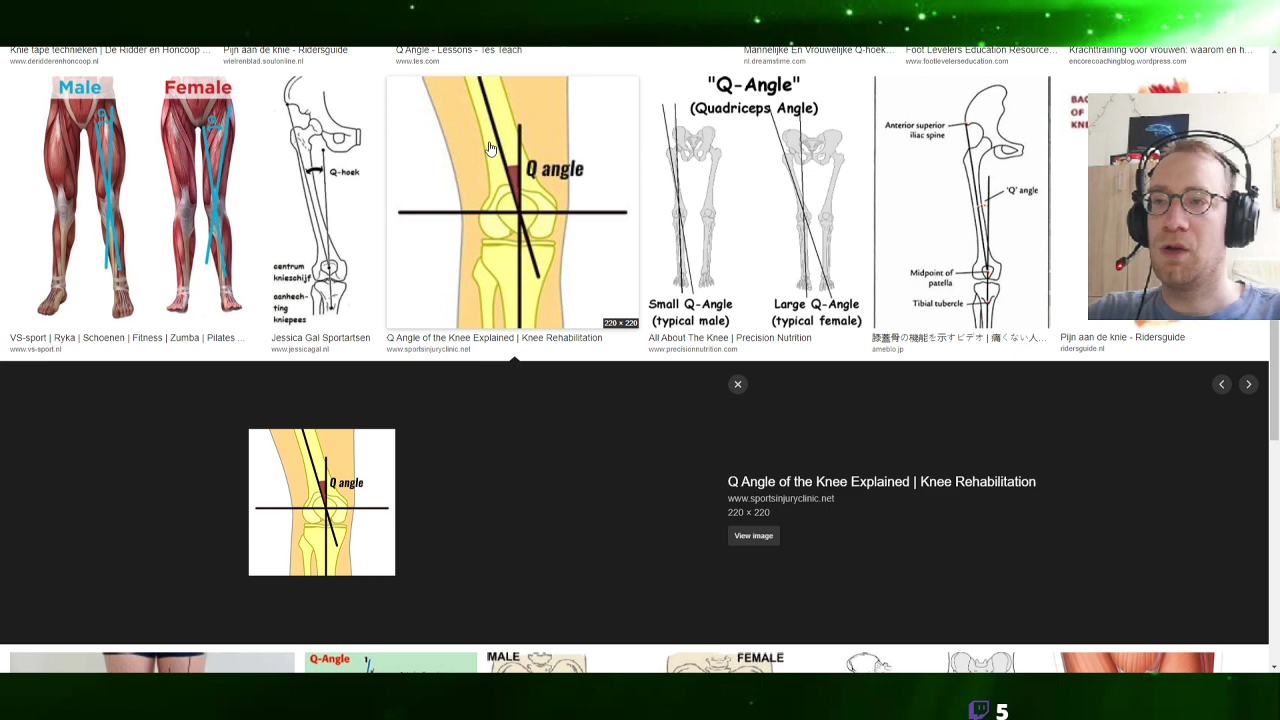 Knie tape technieken | De Ridder en Honcoop ...
www.deridderenhoncoop.nl
Pijn aan de knie - Ridersguide
wielrenblad.soulonline.nl
Q Angle - Lessons - Tes Teach
www.tes.com
Mannelijke En Vrouwelijke Q-hoek...
nl.dreamstime.com
Foot Levelers Education Resource...
www.footlevelerseducation.com
Krachttraining voor vrouwen: waarom en h...
encorecoachingblog.wordpress.com
Male
Female
Q
Q
VS-sport | Ryka | Schoenen | Fitness | Zumba | Pilates ...
www.vs-sport.nl
Q-hoek
centrum
knieschijf
aanhech-
ting
kniepees
Jessica Gal Sportartsen
www.jessicagal.nl
Q angle
220 × 220
Q Angle of the Knee Explained | Knee Rehabilitation
www.sportsinjuryclinic.net
"Q-Angle"
(Quadriceps Angle)
Small Q-Angle
(typical male)
Large Q-Angle
(typical female)
All About The Knee | Precision Nutrition
www.precisionnutrition.com
Anterior superior
iliac spine
'Q' angle
Midpoint of
patella
Tibial tubercle
膝蓋骨の機能を示すビデオ | 痛くない人...
ameblo.jp
OF
Pijn aan de knie - Ridersguide
ridersguide.nl
Q angle
Q Angle of the Knee Explained | Knee Rehabilitation
www.sportsinjuryclinic.net
220 × 220
View image
Q-Angle
MALE
FEMALE
5